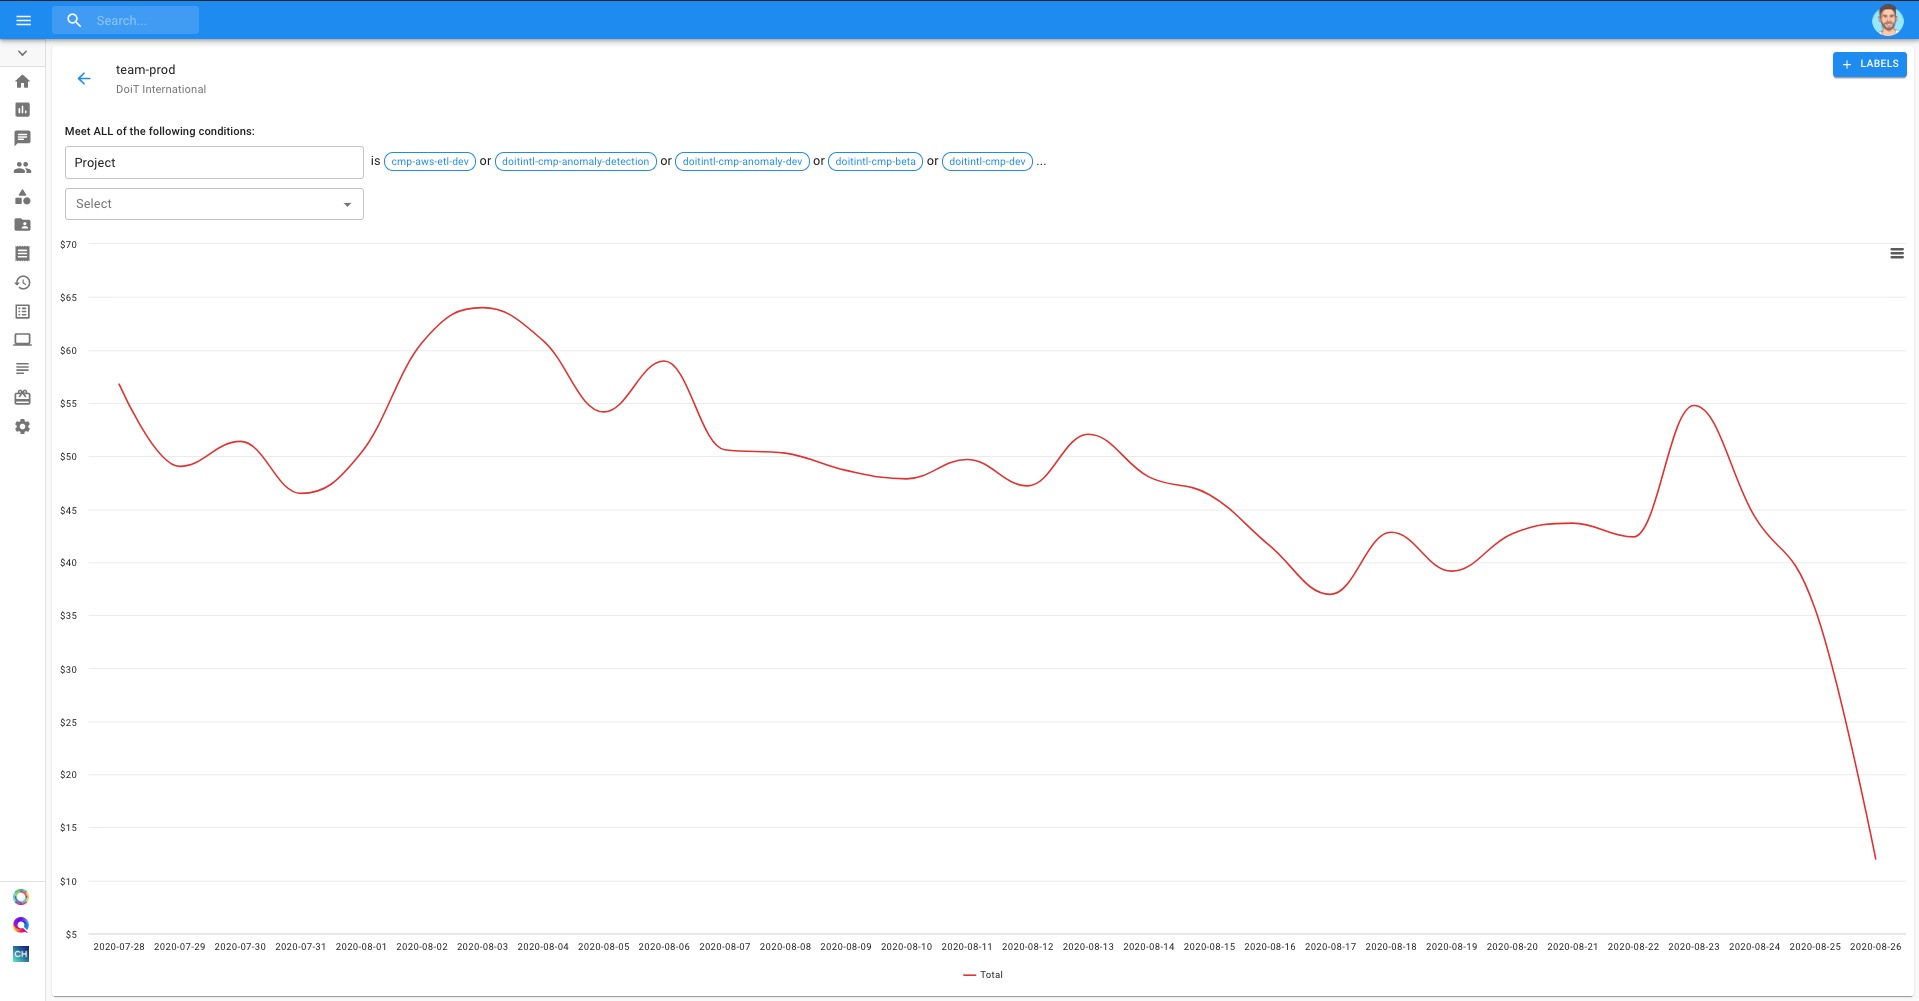 Search...
team-prod
DoiT International
+ LABELS
Meet ALL of the following conditions:
Project is cmp-aws-etl-dev or doitintl-cmp-anomaly-detection or doitintl-cmp-anomaly-dev or doitintl-cmp-beta or doitintl-cmp-dev ...
Select
$70
$65
$60
$55
$50
$45
$40
$35
$30
$25
$20
$15
$10
$5
2020-07-28 2020-07-29 2020-07-30 2020-07-31 2020-08-01 2020-08-02 2020-08-03 2020-08-04 2020-08-05 2020-08-06 2020-08-07 2020-08-08 2020-08-09 2020-08-10 2020-08-11 2020-08-12 2020-08-13 2020-08-14 2020-08-15 2020-08-16 2020-08-17 2020-08-18 2020-08-19 2020-08-20 2020-08-21 2020-08-22 2020-08-23 2020-08-24 2020-08-25 2020-08-26
CH
Total